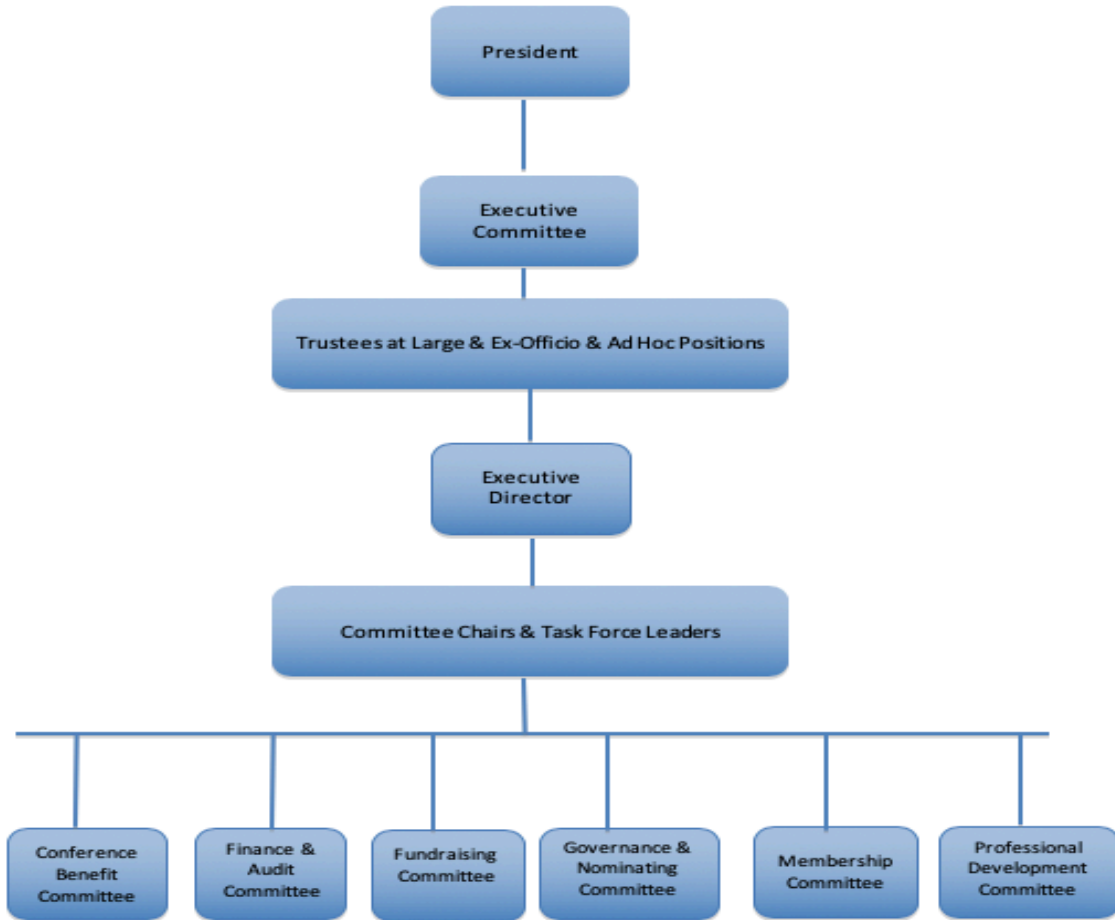 President
Executive
Committee
Trustees at Large & Ex-Officio & Ad Hoc Positions
Executive
Director
Committee Chairs & Task Force Leaders
Conference
Benefit
Committee
Finance &
Audit
Committee
Fundraising
Committee
Governance &
Nominating
Committee
Membership
Committee
Professional
Development
Committee